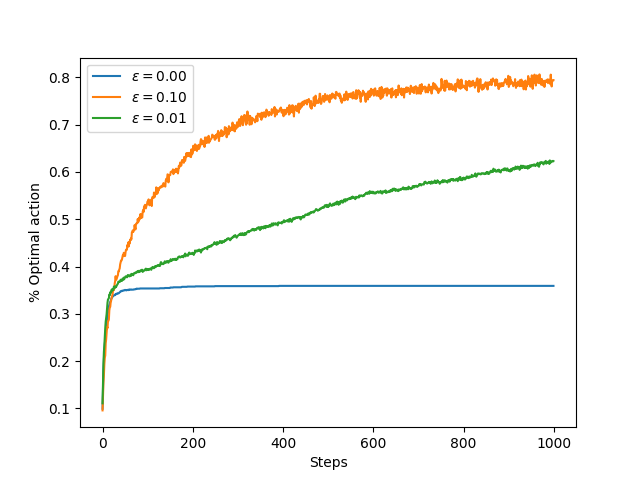 ε = 0.00
ε = 0.10
ε = 0.01
% Optimal action
0.8
0.7
0.6
0.5
0.4
0.3
0.2
0.1
0 200 400 600 800 1000
Steps